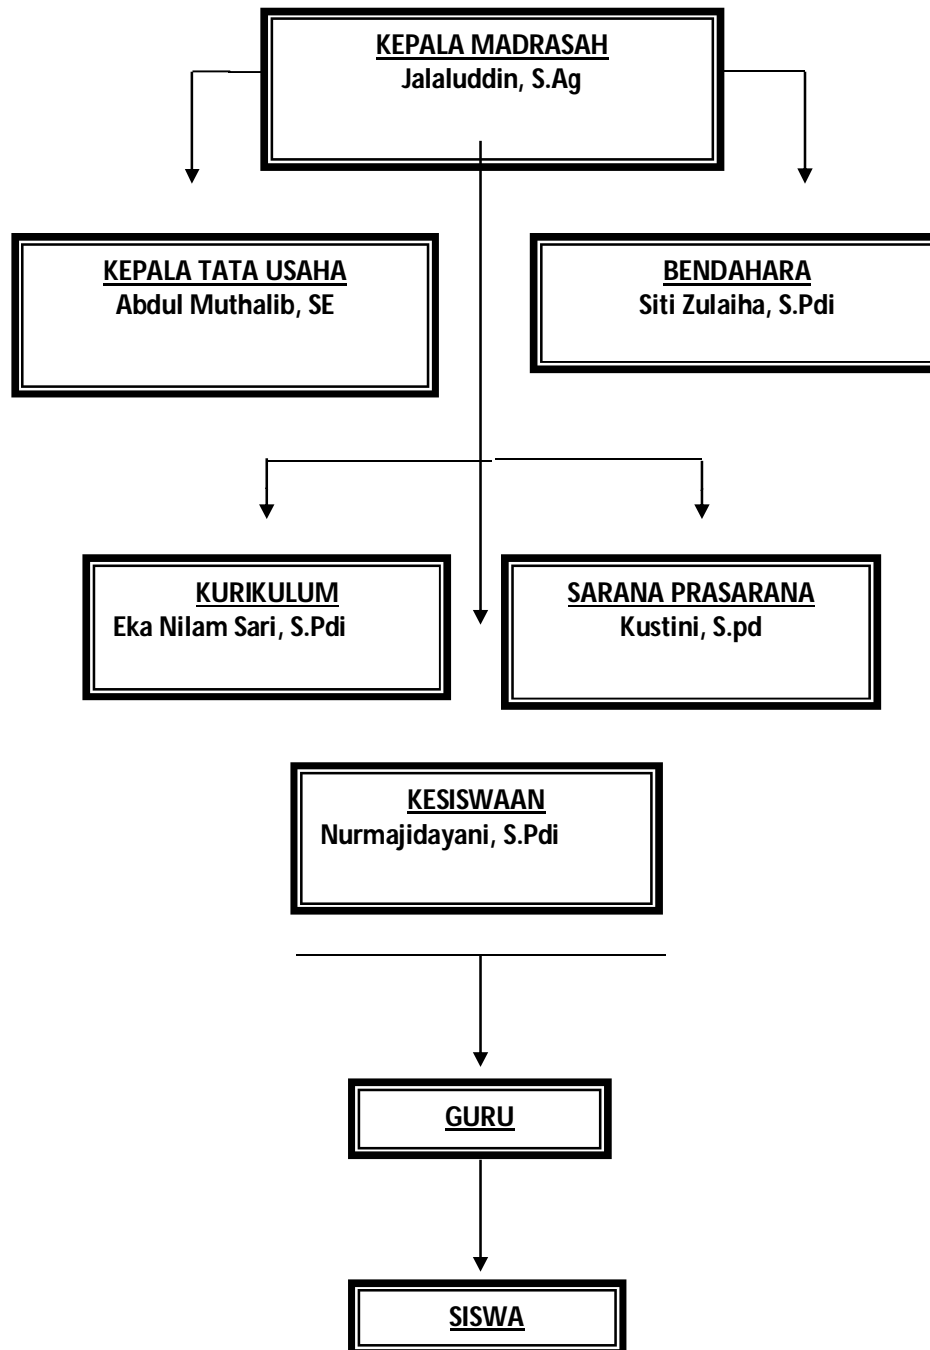 KEPALA MADRASAH
Jalaluddin, S.Ag
KEPALA TATA USAHA
Abdul Muthalib, SE
BENDAHARA
Siti Zulaiha, S.Pdi
KURIKULUM
Eka Nilam Sari, S.Pdi
SARANA PRASARANA
Kustini, S.pd
KESISWAAN
Nurmajidayani, S.Pdi
GURU
SISWA